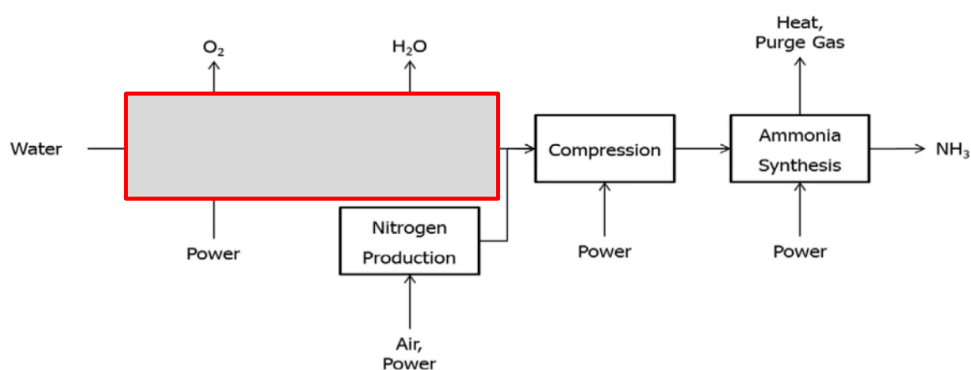 Heat,
Purge Gas
O₂
H₂O
Water
Compression
Ammonia
Synthesis
NH₃
Nitrogen
Production
Power
Power
Power
Air,
Power